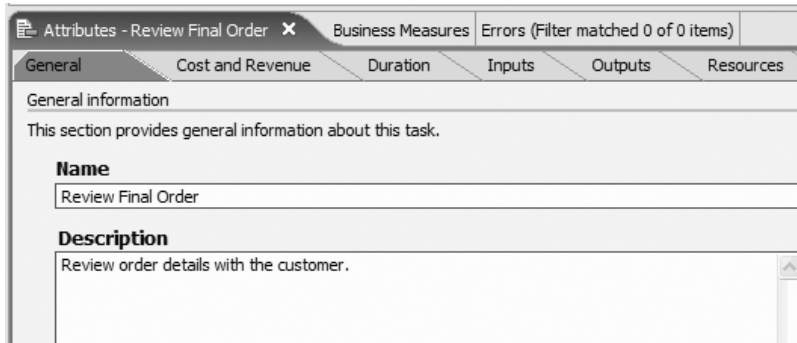 Attributes - Review Final Order Business Measures Errors (Filter matched 0 of 0 items)
General Cost and Revenue Duration Inputs Outputs Resources
General information
This section provides general information about this task.
Name
Review Final Order
Description
Review order details with the customer.